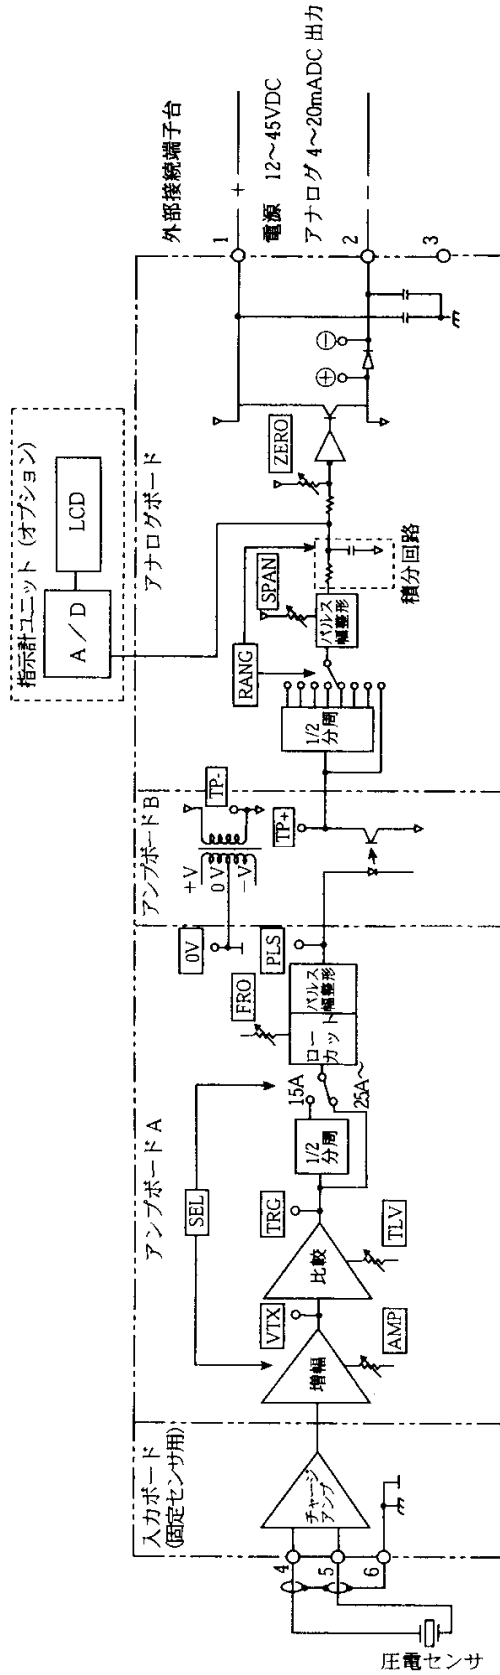 圧電センサ
入力ボード
(固定センサ用)
4
5
6
チャージ
アンプ
アンプボード A
SEL
増幅
AMP
VTX
比較
TLV
TRG
1/2
分周
15A
25A～
FRO
ロー
カット
パルス
幅整形
PLS
0V
アンプボード B
+V
0V
-V
TP-
TP+
アナログボード
1/2
分周
RANG
SPAN
パルス
幅整形
積分回路
ZERO
指示計ユニット (オプション)
A／D
LCD
⊕
⊖
外部接続端子台
1
+
電源 12～45VDC
アナログ 4～20mADC 出力
2
-
3